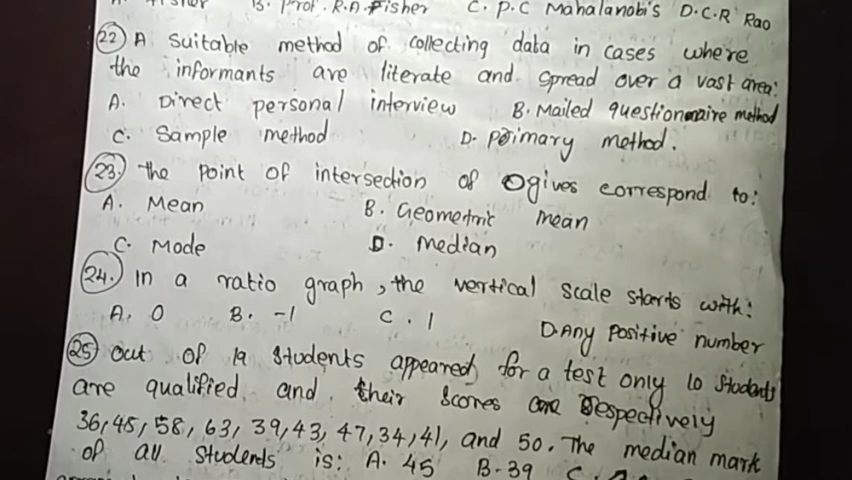 B. Prof. R.A. Fisher C. P.C Mahalanobi's D.C.R Rao
22 A suitable method of collecting data in cases where
the informants are literate and spread over a vast area:
A. Direct personal interview B. Mailed questionnaire method
C. Sample method D. primary method.
23. the point of intersection of Ogives correspond to:
A. Mean B. Geometric mean
C. Mode D. Median
24. In a ratio graph, the vertical scale starts with:
A. 0 B. -1 C. 1 D. Any positive number
25 out of 19 students appeared for a test only 10 students
are qualified and their scores are respectively
36, 45, 58, 63, 39, 43, 47, 34, 41, and 50. The median mark
of all students is: A. 45 B. 39 C.